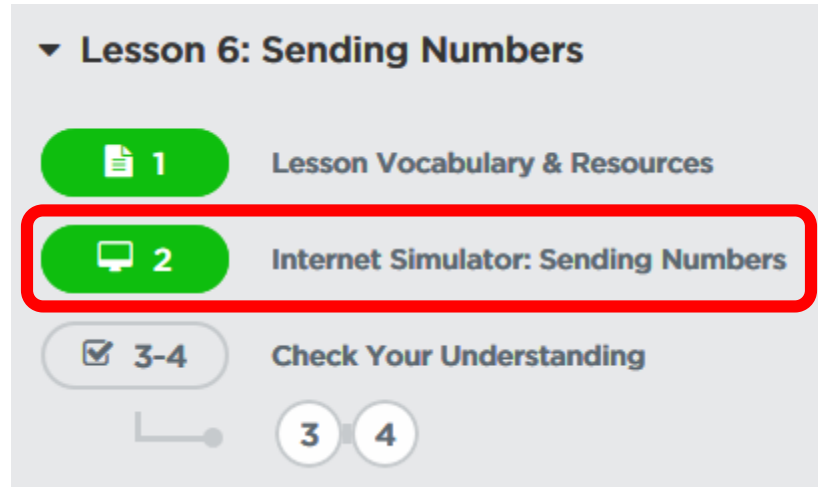 Lesson 6: Sending Numbers
1 Lesson Vocabulary & Resources
2 Internet Simulator: Sending Numbers
3-4 Check Your Understanding
3 4